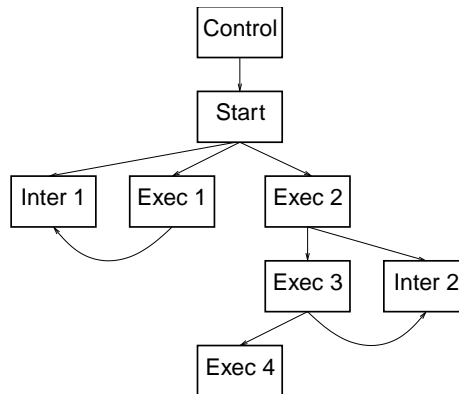 Control
Start
Inter 1
Exec 1
Exec 2
Exec 3
Inter 2
Exec 4